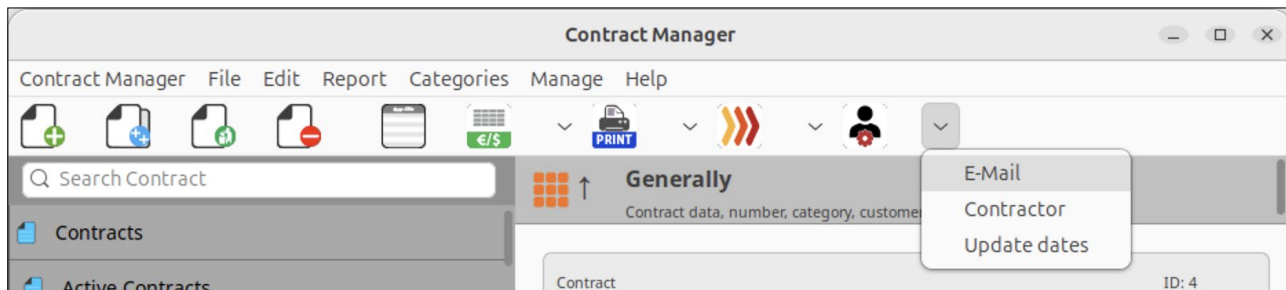 Contract Manager
Contract Manager File Edit Report Categories Manage Help
€/$
PRINT
Search Contract
Contracts
Active Contracts
Generally
Contract data, number, category, custome
Contract
ID: 4
E-Mail
Contractor
Update dates